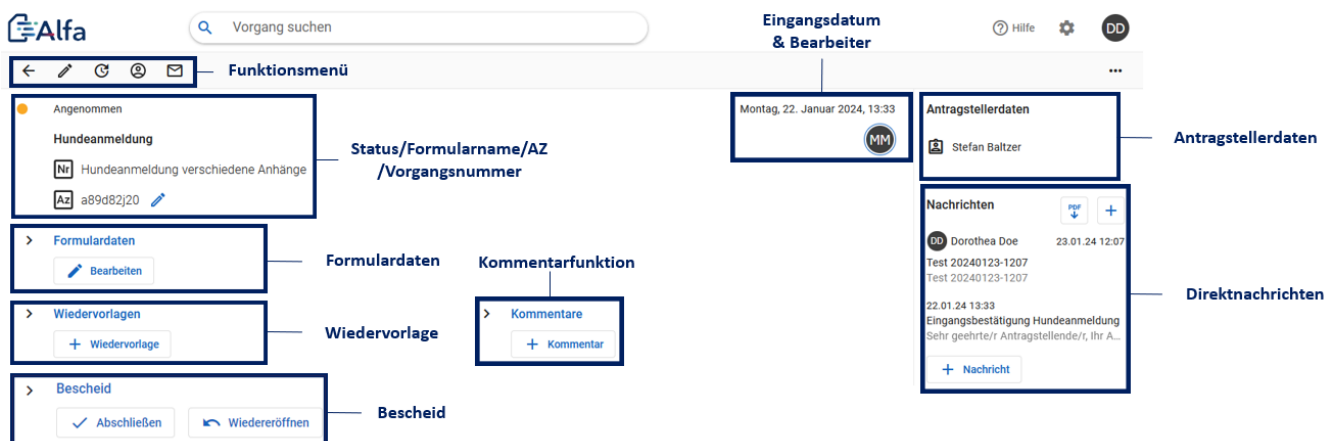 Alfa
Vorgang suchen
Eingangsdatum
& Bearbeiter
Hilfe
DD
Funktionsmenü
Angenommen
Hundeanmeldung
Nr Hundeanmeldung verschiedene Anhänge
Az a89d82j20
Status/Formularname/AZ
/Vorgangsnummer
Montag, 22. Januar 2024, 13:33
MM
Antragstellerdaten
Stefan Baltzer
Antragstellerdaten
Formulardaten
Bearbeiten
Formulardaten
Wiedervorlagen
+ Wiedervorlage
Wiedervorlage
Kommentarfunktion
Kommentare
+ Kommentar
Bescheid
Abschließen
Wiedereröffnen
Bescheid
Nachrichten
PDF
+
DD Dorothea Doe 23.01.24 12:07
Test 20240123-1207
Test 20240123-1207
22.01.24 13:33
Eingangsbestätigung Hundeanmeldung
Sehr geehrte/r Antragstellende/r, Ihr A...
+ Nachricht
Direktnachrichten